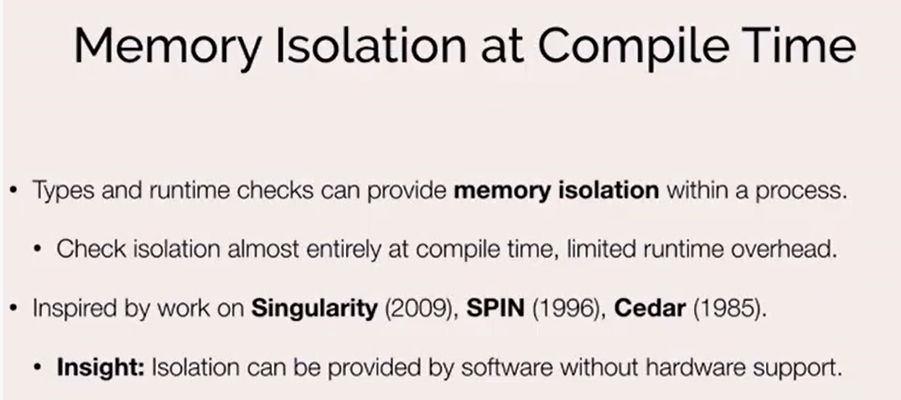 Memory Isolation at Compile Time
• Types and runtime checks can provide memory isolation within a process.
• Check isolation almost entirely at compile time, limited runtime overhead.
• Inspired by work on Singularity (2009), SPIN (1996), Cedar (1985).
• Insight: Isolation can be provided by software without hardware support.